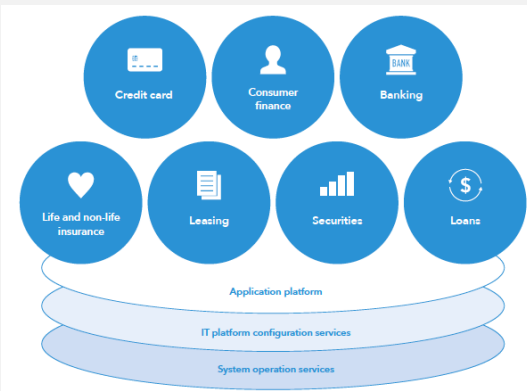 Credit card
Consumer
finance
BANK
Banking
Life and non-life
insurance
Leasing
Securities
$
Loans
Application platform
IT platform configuration services
System operation services